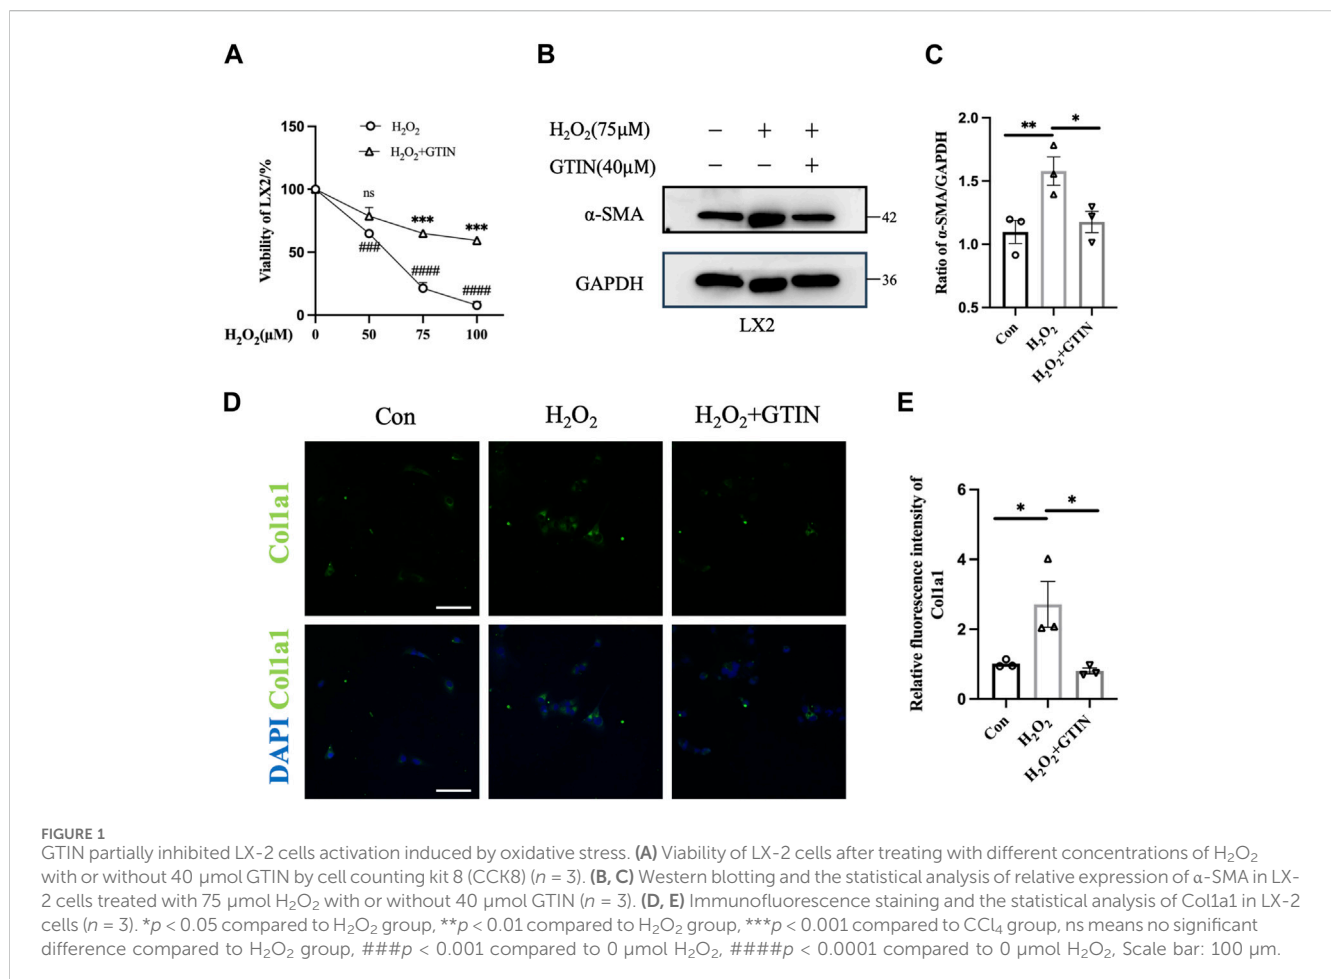 A
150
100
50
0
Viability of LX2/%
H₂O₂
H₂O₂+GTIN
ns
***
***
###
####
####
H₂O₂(μM)
0
50
75
100
B
H₂O₂(75μM) − + +
GTIN(40μM) − − +
α-SMA
42
GAPDH
36
LX2
C
Ratio of α-SMA/GAPDH
2.0
1.5
1.0
0.5
**
*
Con
H₂O₂
H₂O₂+GTIN
D
Con
H₂O₂
H₂O₂+GTIN
Col1a1
DAPI Col1a1
E
Relative fluorescence intensity of
Col1a1
8
6
4
2
0
*
*
Con
H₂O₂
H₂O₂+GTIN
FIGURE 1
GTIN partially inhibited LX-2 cells activation induced by oxidative stress. (A) Viability of LX-2 cells after treating with different concentrations of H₂O₂
with or without 40 μmol GTIN by cell counting kit 8 (CCK8) (n = 3). (B, C) Western blotting and the statistical analysis of relative expression of α-SMA in LX-
2 cells treated with 75 μmol H₂O₂ with or without 40 μmol GTIN (n = 3). (D, E) Immunofluorescence staining and the statistical analysis of Col1a1 in LX-2
cells (n = 3). *p < 0.05 compared to H₂O₂ group, **p < 0.01 compared to H₂O₂ group, ***p < 0.001 compared to CCl₄ group, ns means no significant
difference compared to H₂O₂ group, ###p < 0.001 compared to 0 μmol H₂O₂, ####p < 0.0001 compared to 0 μmol H₂O₂, Scale bar: 100 μm.